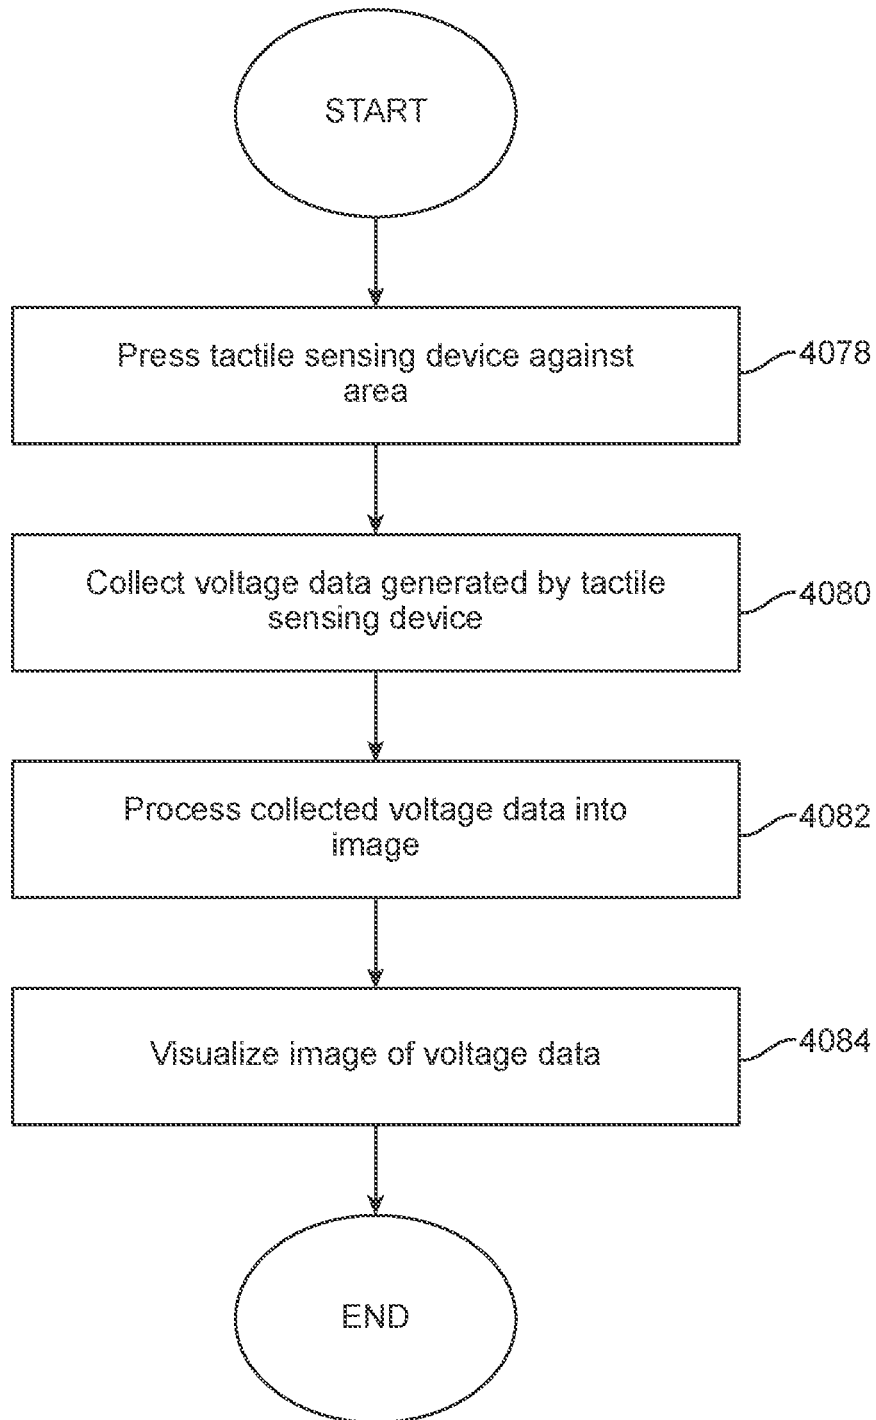 START
Press tactile sensing device against
area
4078
Collect voltage data generated by tactile
sensing device
4080
Process collected voltage data into
image
4082
Visualize image of voltage data
4084
END